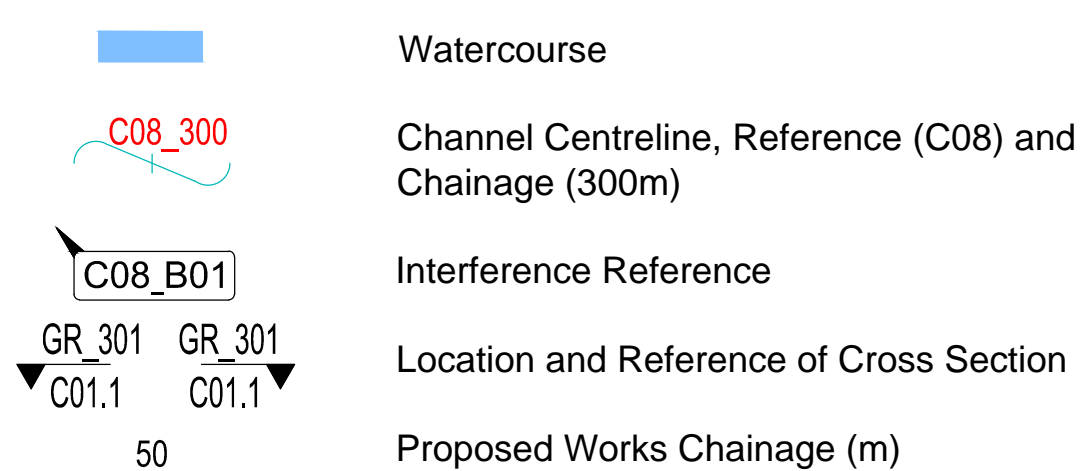 Watercourse
C08_300
Channel Centreline, Reference (C08) and
Chainage (300m)
C08_B01
Interference Reference
GR_301 GR_301
C01.1 C01.1
Location and Reference of Cross Section
50
Proposed Works Chainage (m)